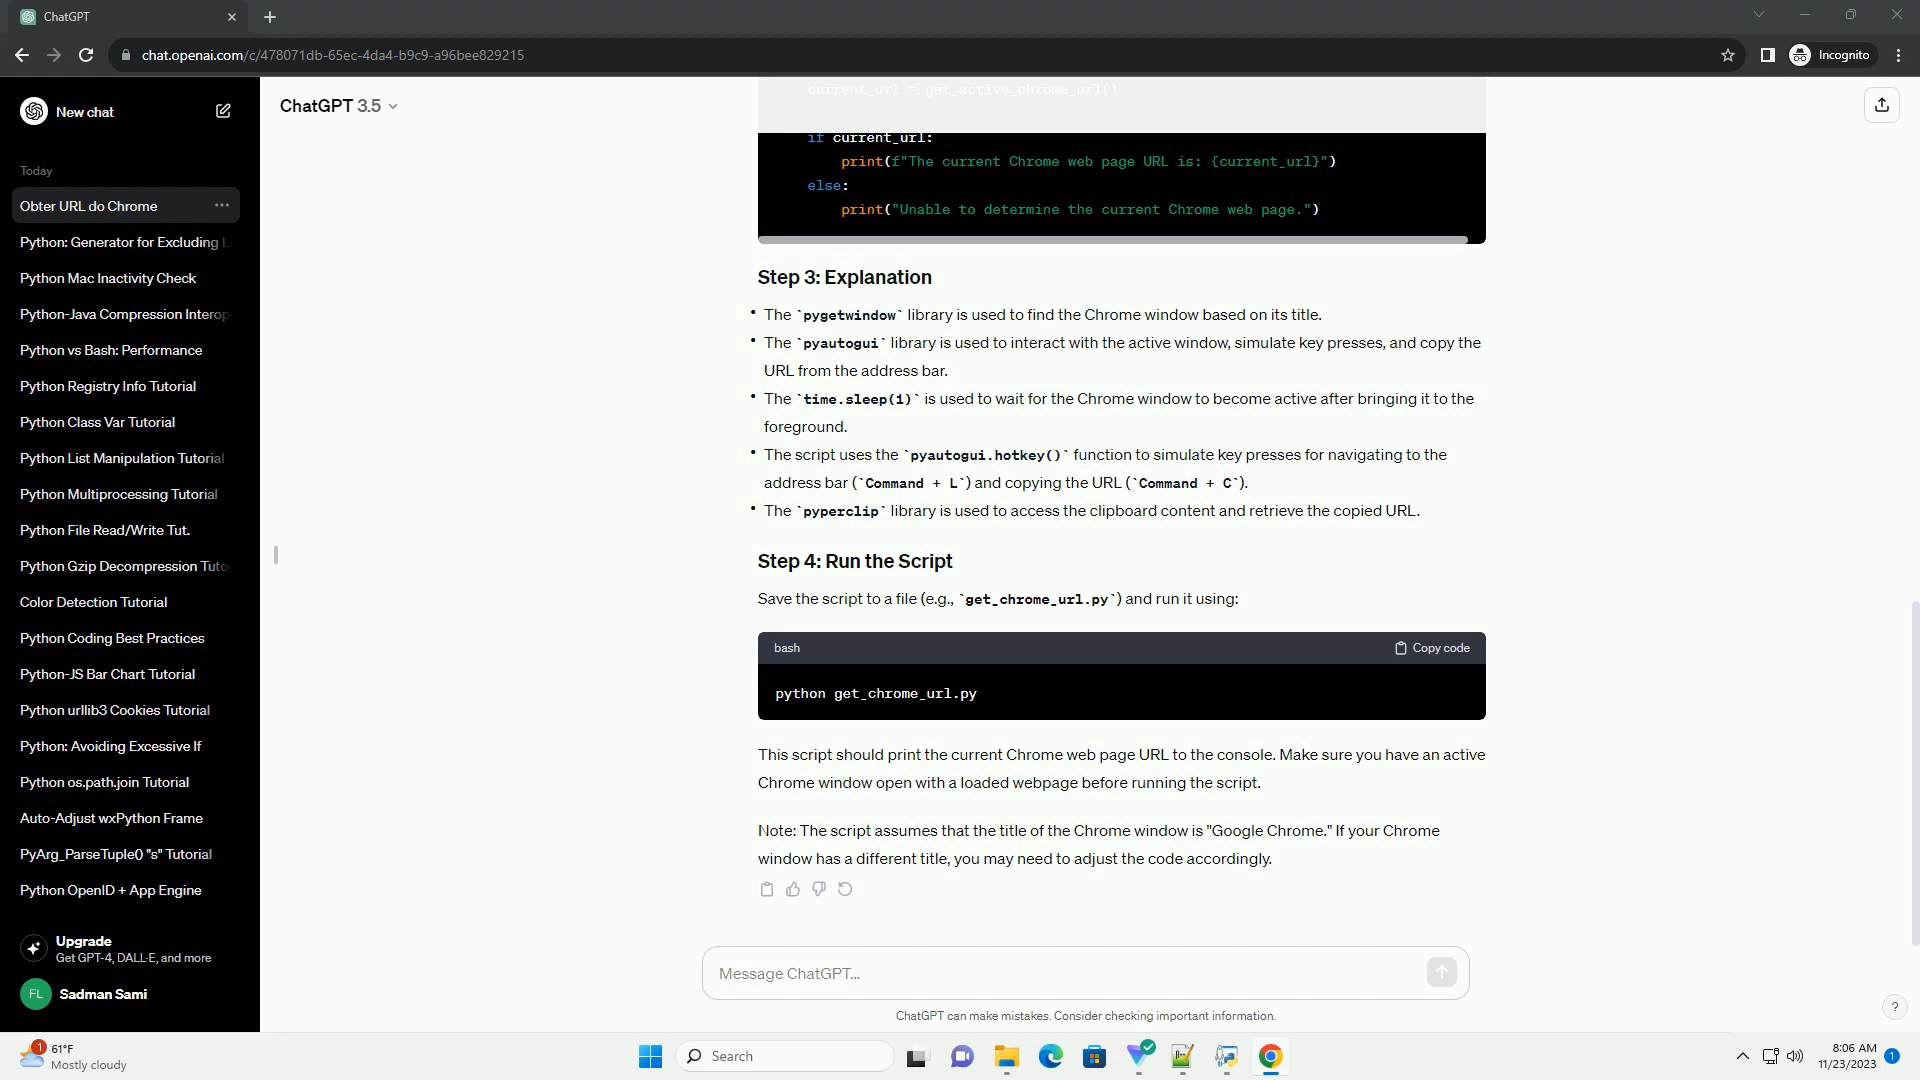 ChatGPT
chat.openai.com/c/478071db-65ec-4da4-b9c9-a96bee829215
Incognito
New chat
Today
Obter URL do Chrome
Python: Generator for Excluding L
Python Mac Inactivity Check
Python-Java Compression Interop
Python vs Bash: Performance
Python Registry Info Tutorial
Python Class Var Tutorial
Python List Manipulation Tutorial
Python Multiprocessing Tutorial
Python File Read/Write Tut.
Python Gzip Decompression Tuto
Color Detection Tutorial
Python Coding Best Practices
Python-JS Bar Chart Tutorial
Python urllib3 Cookies Tutorial
Python: Avoiding Excessive If
Python os.path.join Tutorial
Auto-Adjust wxPython Frame
PyArg_ParseTuple() "s" Tutorial
Python OpenID + App Engine
Upgrade
Get GPT-4, DALL·E, and more
FL
Sadman Sami
ChatGPT 3.5
current_url = get_active_chrome_url()
if current_url:
print(f"The current Chrome web page URL is: {current_url}")
else:
print("Unable to determine the current Chrome web page.")
Step 3: Explanation
• The `pygetwindow` library is used to find the Chrome window based on its title.
• The `pyautogui` library is used to interact with the active window, simulate key presses, and copy the
URL from the address bar.
• The `time.sleep(1)` is used to wait for the Chrome window to become active after bringing it to the
foreground.
• The script uses the `pyautogui.hotkey()` function to simulate key presses for navigating to the
address bar (`Command + L`) and copying the URL (`Command + C`).
• The `pyperclip` library is used to access the clipboard content and retrieve the copied URL.
Step 4: Run the Script
Save the script to a file (e.g., `get_chrome_url.py`) and run it using:
bash
Copy code
python get_chrome_url.py
This script should print the current Chrome web page URL to the console. Make sure you have an active
Chrome window open with a loaded webpage before running the script.
Note: The script assumes that the title of the Chrome window is "Google Chrome." If your Chrome
window has a different title, you may need to adjust the code accordingly.
Message ChatGPT...
ChatGPT can make mistakes. Consider checking important information.
?
1
61°F
Mostly cloudy
Search
8:06 AM
11/23/2023
1